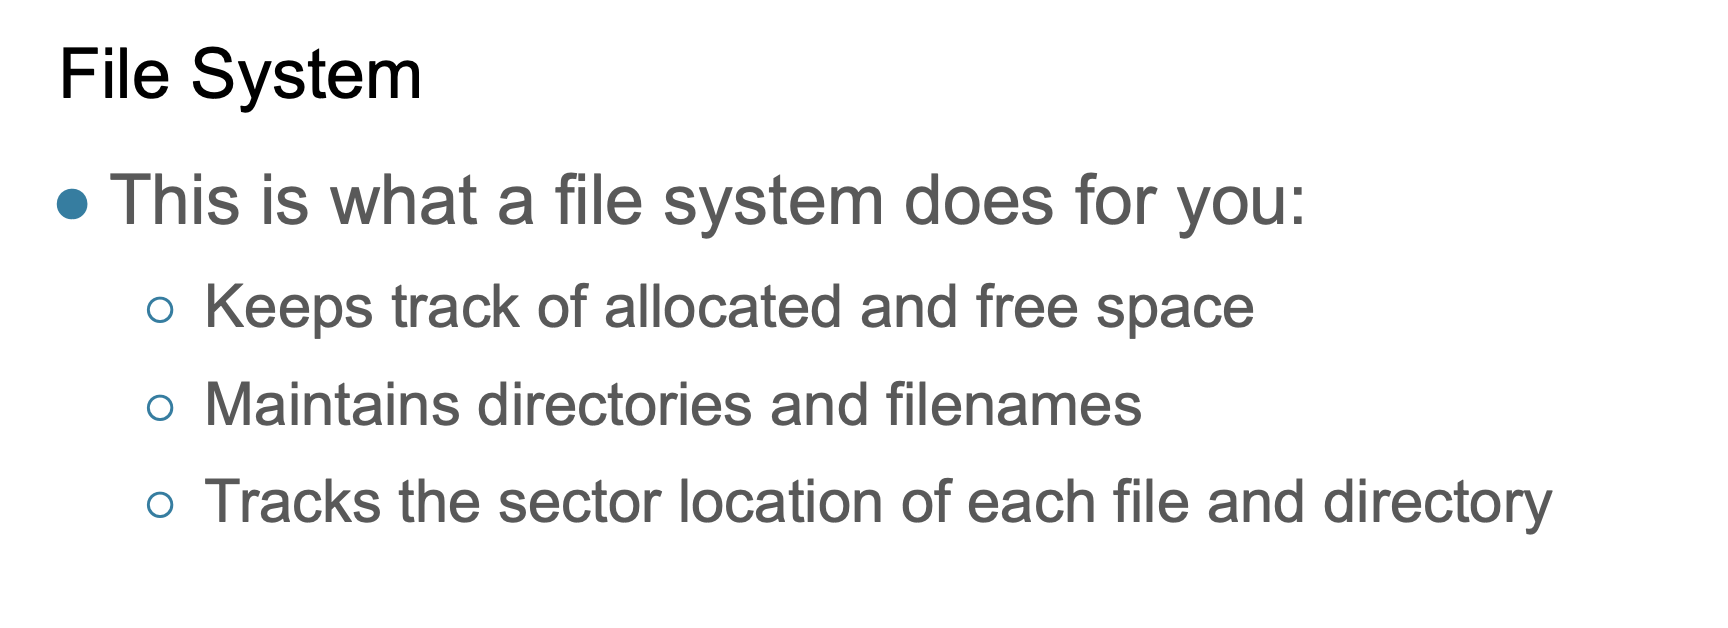 File System
● This is what a file system does for you:
○ Keeps track of allocated and free space
○ Maintains directories and filenames
○ Tracks the sector location of each file and directory